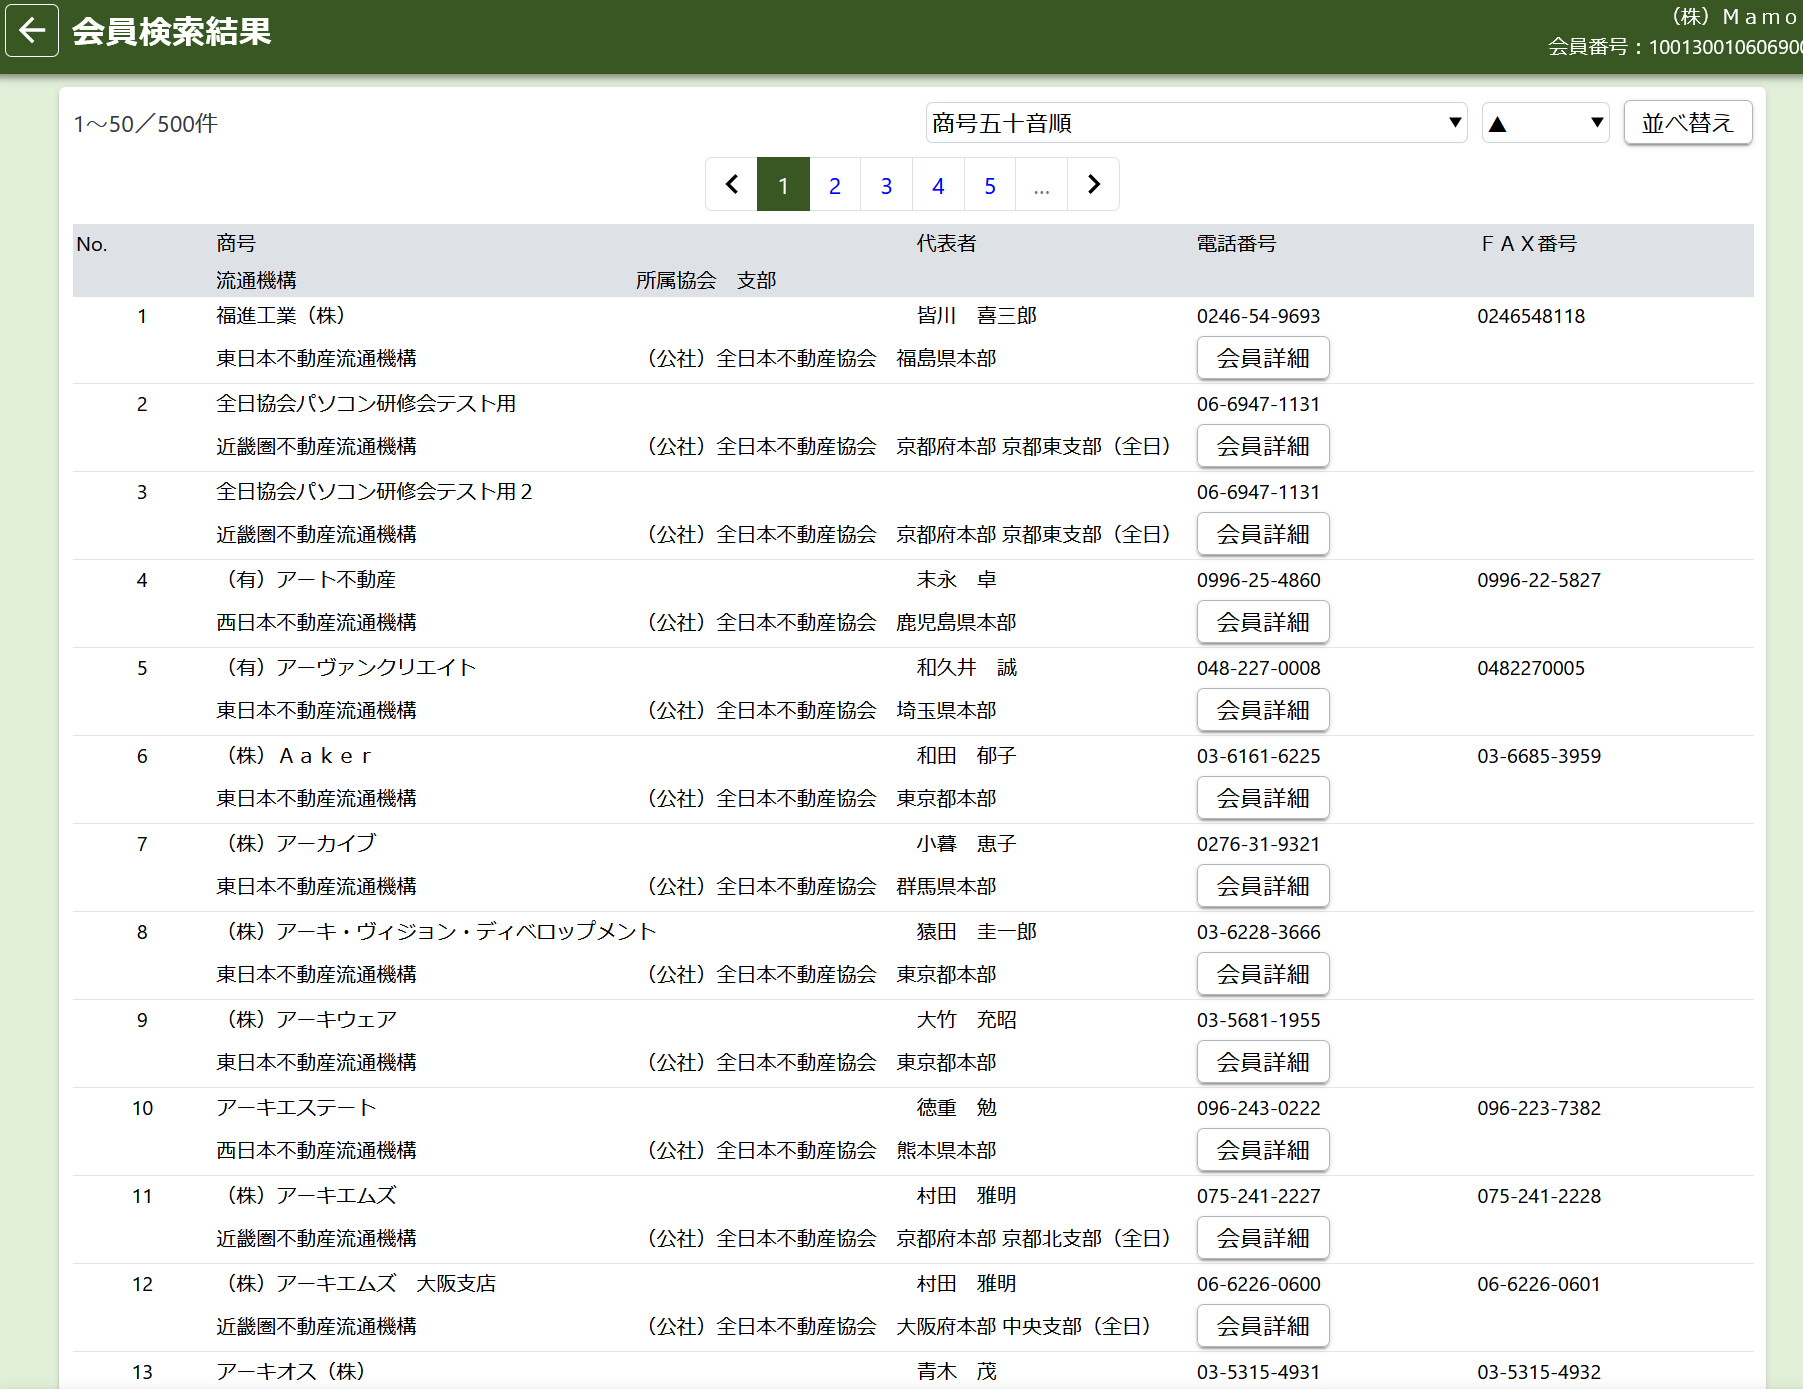 会員検索結果
（株）Ｍａｍｏ
会員番号：10013001060690
1～50／500件
商号五十音順 ▼
▲ ▼
並べ替え
1 2 3 4 5 ...
No. 商号 代表者 電話番号 ＦＡＸ番号
流通機構 所属協会　支部
1 福進工業（株） 皆川　喜三郎 0246-54-9693 0246548118
東日本不動産流通機構 （公社）全日本不動産協会　福島県本部 会員詳細
2 全日協会パソコン研修会テスト用 06-6947-1131
近畿圏不動産流通機構 （公社）全日本不動産協会　京都府本部 京都東支部（全日） 会員詳細
3 全日協会パソコン研修会テスト用２ 06-6947-1131
近畿圏不動産流通機構 （公社）全日本不動産協会　京都府本部 京都東支部（全日） 会員詳細
4 （有）アート不動産 末永　卓 0996-25-4860 0996-22-5827
西日本不動産流通機構 （公社）全日本不動産協会　鹿児島県本部 会員詳細
5 （有）アーヴァンクリエイト 和久井　誠 048-227-0008 0482270005
東日本不動産流通機構 （公社）全日本不動産協会　埼玉県本部 会員詳細
6 （株）Ａａｋｅｒ 和田　郁子 03-6161-6225 03-6685-3959
東日本不動産流通機構 （公社）全日本不動産協会　東京都本部 会員詳細
7 （株）アーカイブ 小暮　恵子 0276-31-9321
東日本不動産流通機構 （公社）全日本不動産協会　群馬県本部 会員詳細
8 （株）アーキ・ヴィジョン・ディベロップメント 猿田　圭一郎 03-6228-3666
東日本不動産流通機構 （公社）全日本不動産協会　東京都本部 会員詳細
9 （株）アーキウェア 大竹　充昭 03-5681-1955
東日本不動産流通機構 （公社）全日本不動産協会　東京都本部 会員詳細
10 アーキエステート 徳重　勉 096-243-0222 096-223-7382
西日本不動産流通機構 （公社）全日本不動産協会　熊本県本部 会員詳細
11 （株）アーキエムズ 村田　雅明 075-241-2227 075-241-2228
近畿圏不動産流通機構 （公社）全日本不動産協会　京都府本部 京都北支部（全日） 会員詳細
12 （株）アーキエムズ　大阪支店 村田　雅明 06-6226-0600 06-6226-0601
近畿圏不動産流通機構 （公社）全日本不動産協会　大阪府本部 中央支部（全日） 会員詳細
13 アーキオス（株） 青木　茂 03-5315-4931 03-5315-4932